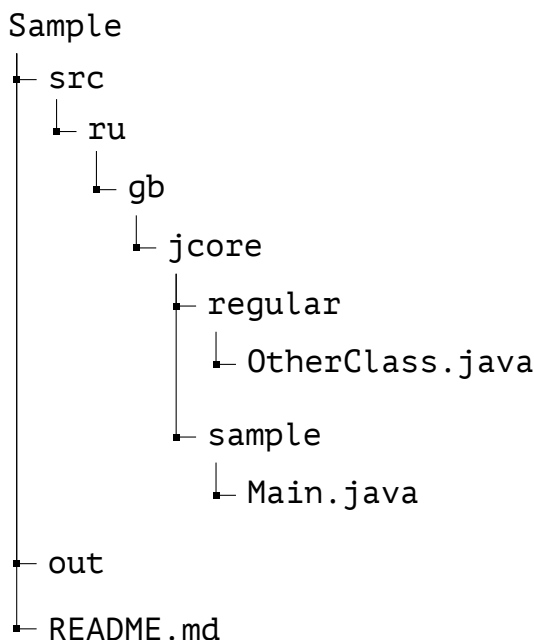 Sample
src
ru
gb
jcore
regular
OtherClass.java
sample
Main.java
out
README.md